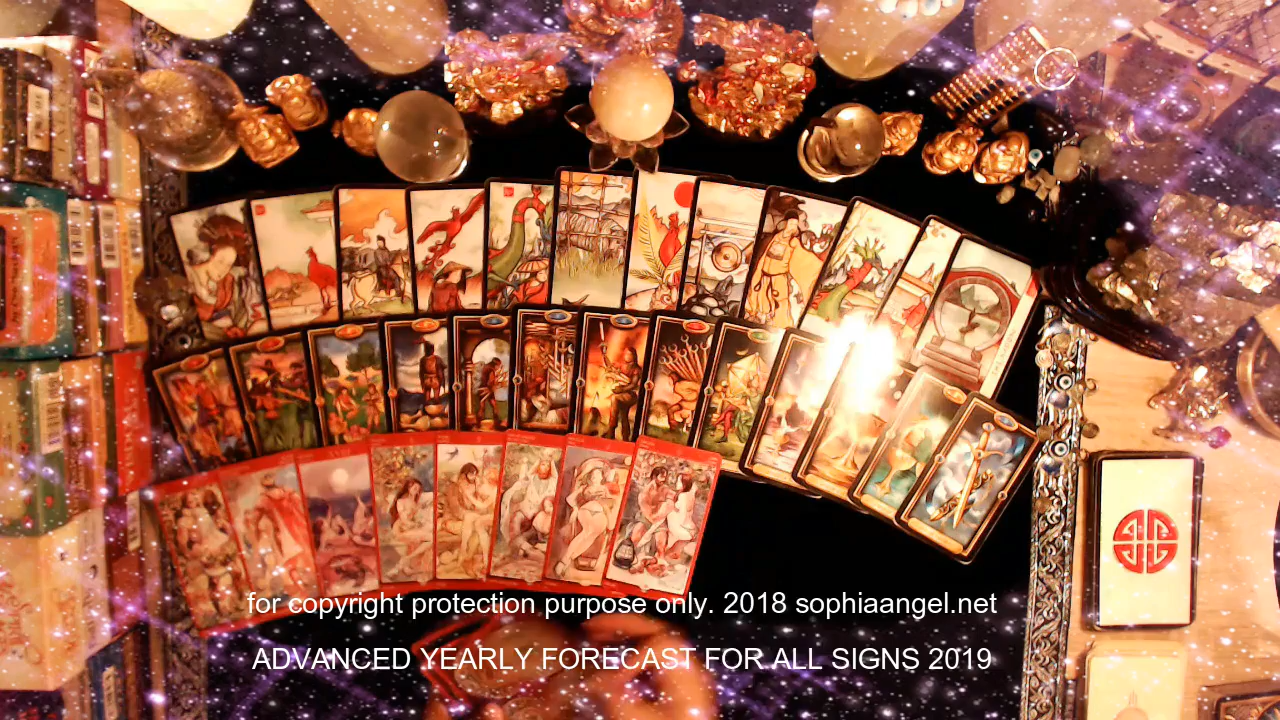 for copyright protection purpose only. 2018 sophiaangel.net
ADVANCED YEARLY FORECAST FOR ALL SIGNS 2019